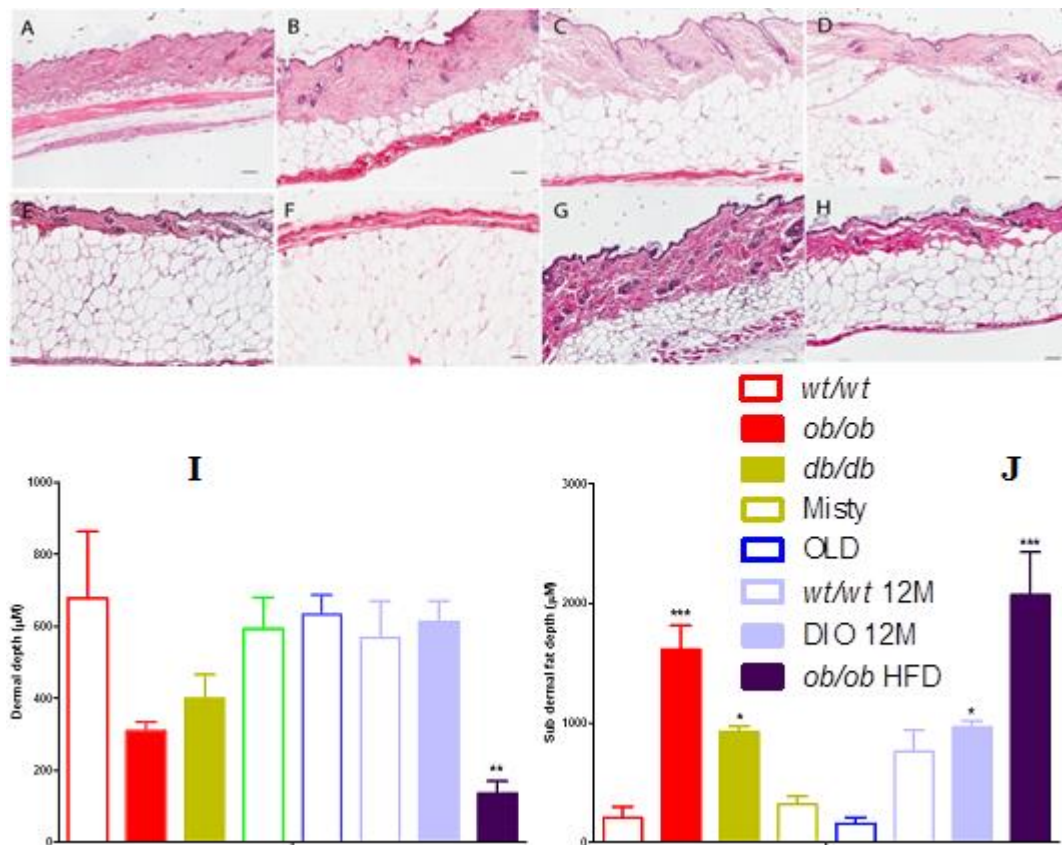 A B C D
E F G H
wt/wt
ob/ob
db/db
Misty
OLD
wt/wt 12M
DIO 12M
ob/ob HFD
I
1000
800
600
400
200
0
Dermal depth (μM)
**
J
3000
2000
1000
0
Sub dermal fat depth (μM)
***
*
*
***